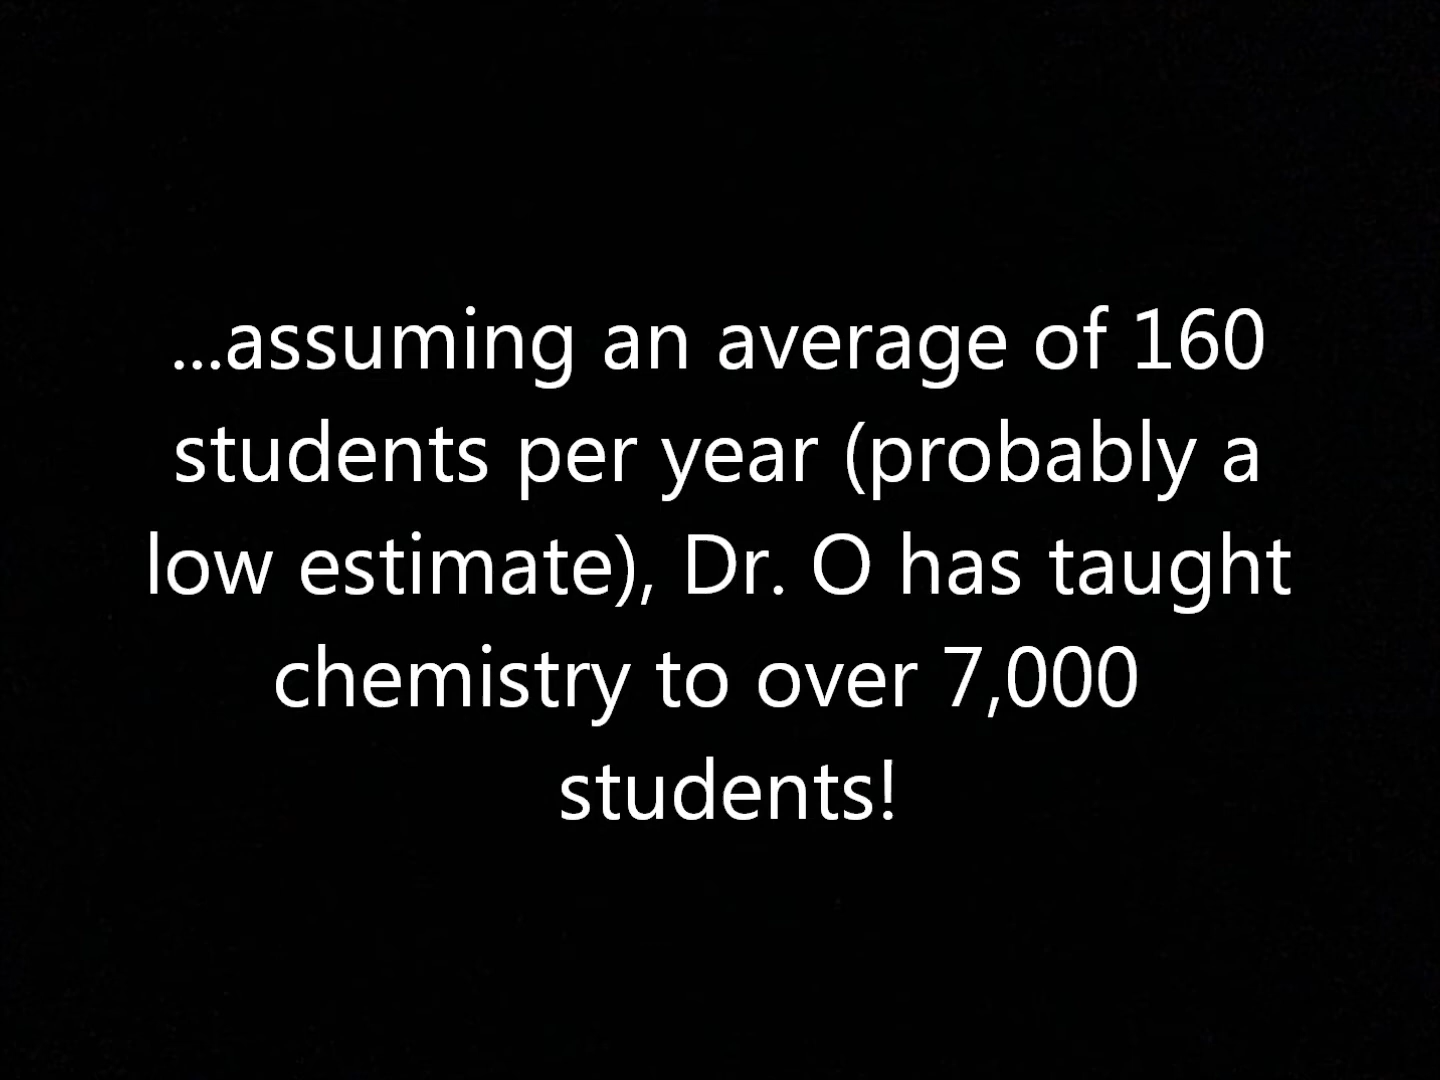 ...assuming an average of 160
students per year (probably a
low estimate), Dr. O has taught
chemistry to over 7,000
students!